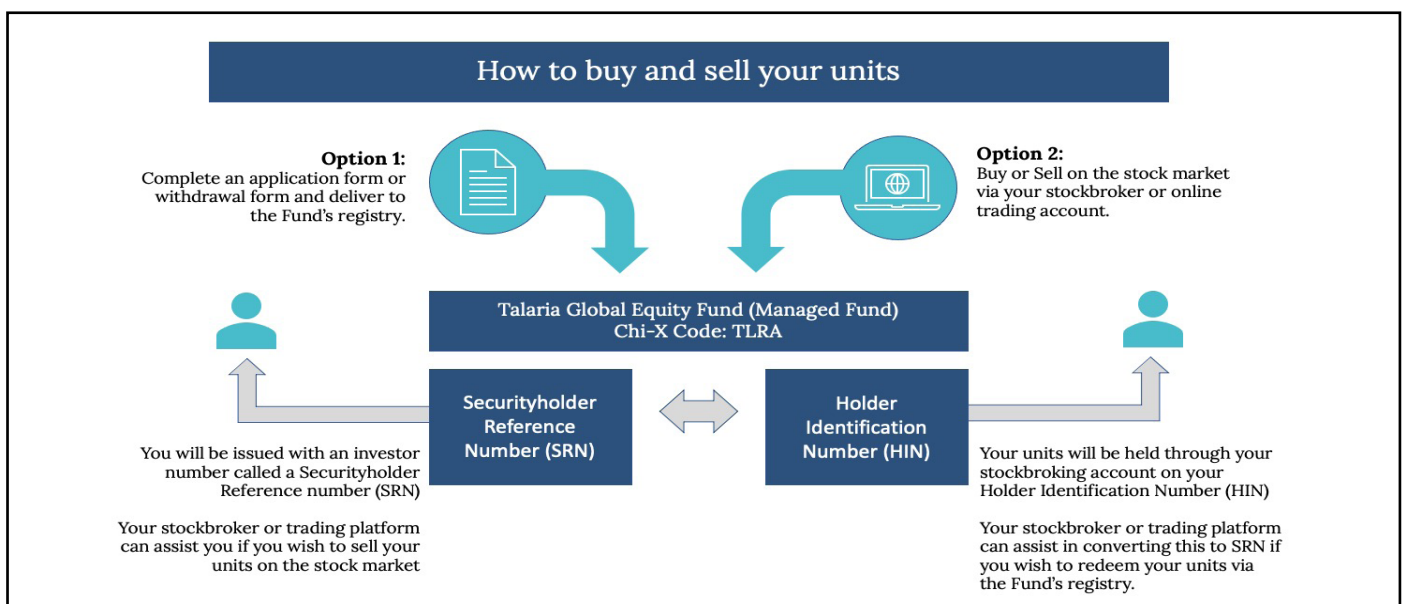 How to buy and sell your units
Option 1:
Complete an application form or
withdrawal form and deliver to
the Fund's registry.
Option 2:
Buy or Sell on the stock market
via your stockbroker or online
trading account.
Talaria Global Equity Fund (Managed Fund)
Chi-X Code: TLRA
Securityholder
Reference
Number (SRN)
Holder
Identification
Number (HIN)
You will be issued with an investor
number called a Securityholder
Reference number (SRN)
Your stockbroker or trading platform
can assist you if you wish to sell your
units on the stock market
Your units will be held through your
stockbroking account on your
Holder Identification Number (HIN)
Your stockbroker or trading platform
can assist in converting this to SRN if
you wish to redeem your units via
the Fund's registry.